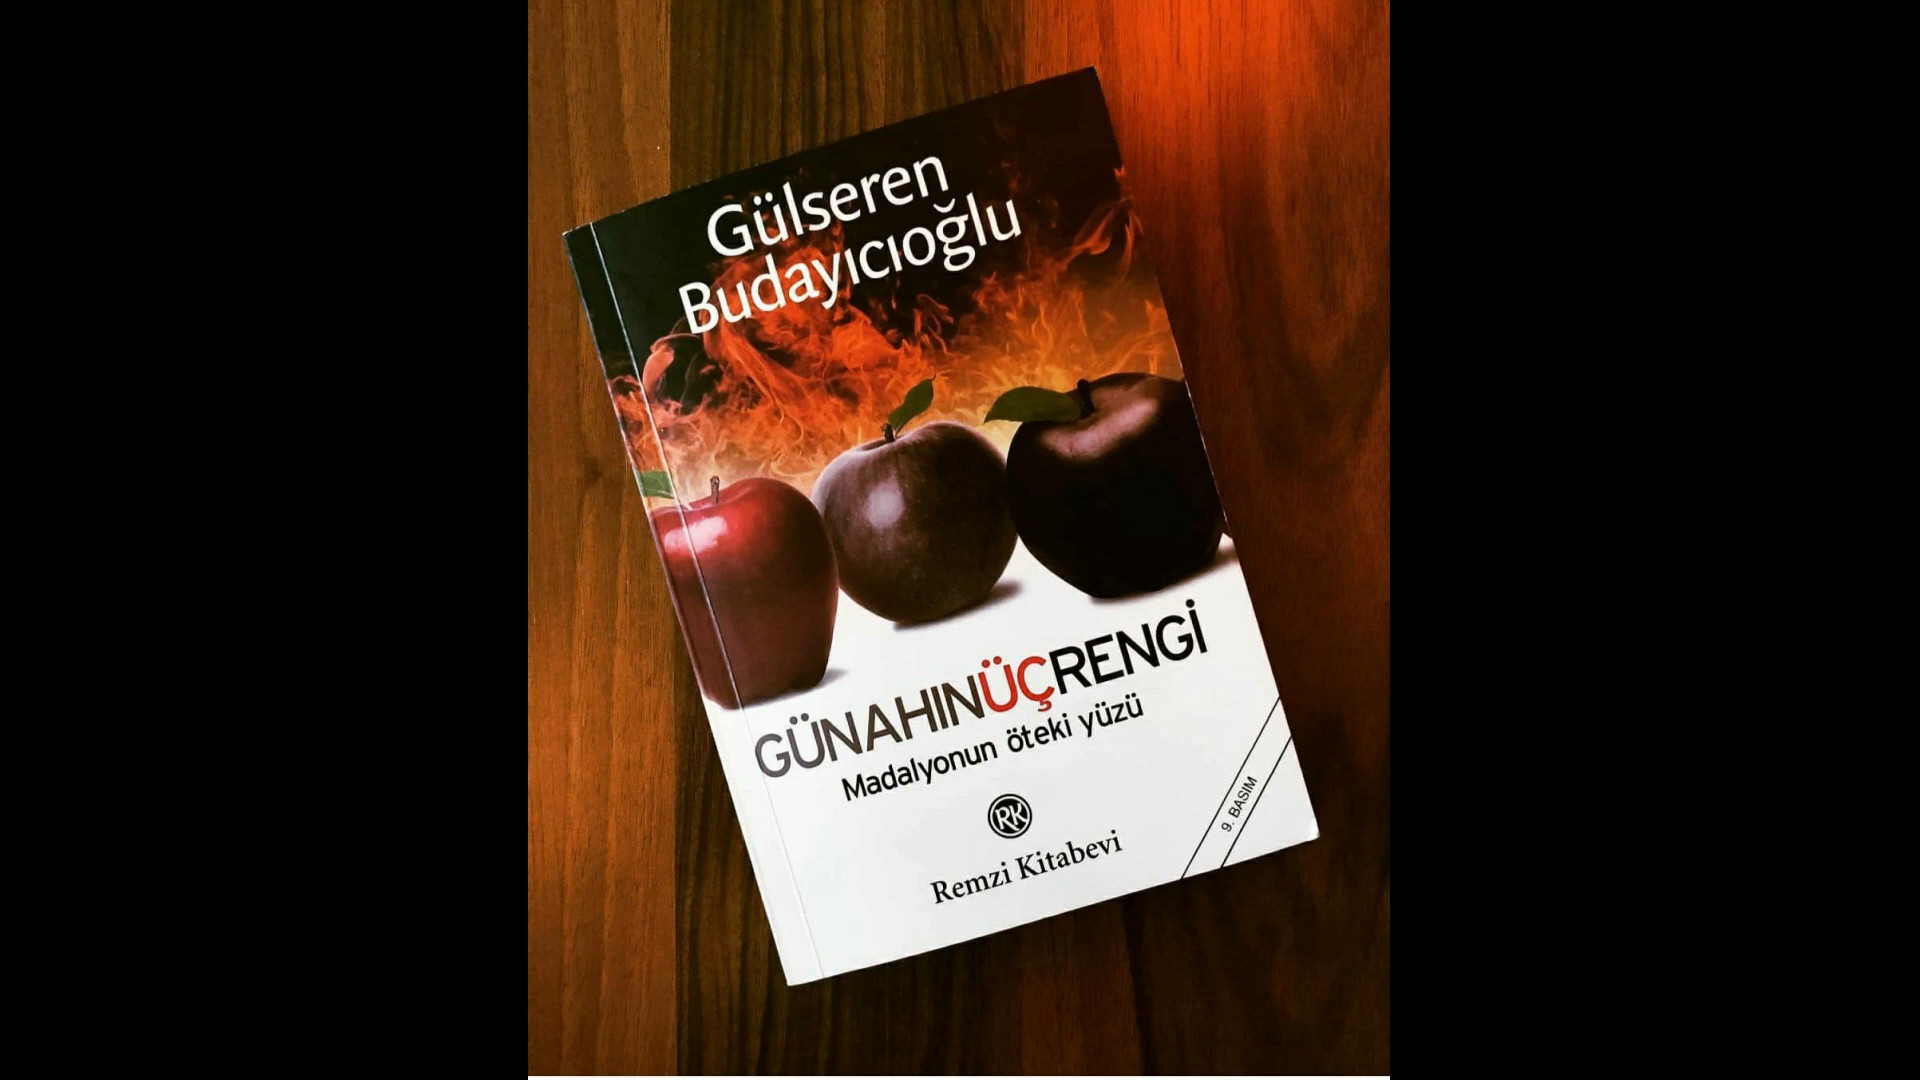 Gülseren
Budayıcıoğlu
GÜNAHINÜÇRENGİ
Madalyonun öteki yüzü
RK
Remzi Kitabevi
9. BASIM